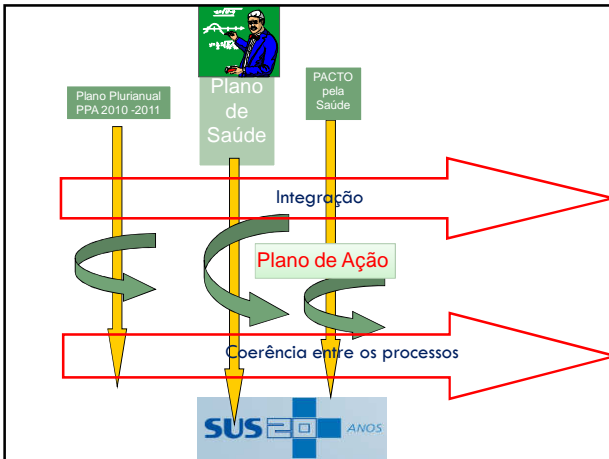 Plano Plurianual
PPA 2010 -2011
Plano
de
Saúde
PACTO
pela
Saúde
Integração
Plano de Ação
Coerência entre os processos
SUS 20 ANOS